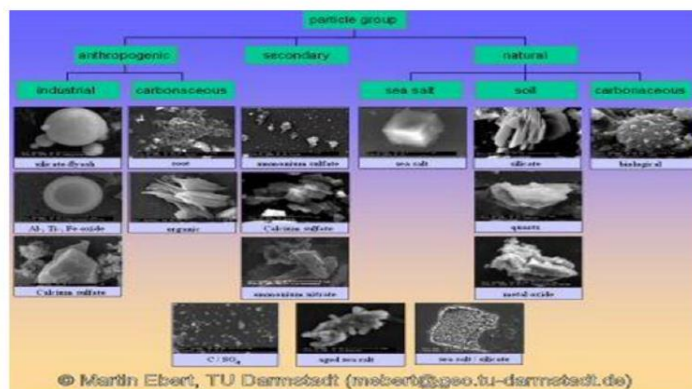 particle group
anthropogenic
secondary
natural
industrial
carbonaceous
sea salt
soil
carbonaceous
silicate flyash
soot
ammonium sulfate
sea salt
silicate
biological
Al-, Ti-, Fe-oxide
organic
Calcium sulfate
quartz
Calcium sulfate
ammonium nitrate
metal-oxide
C / SO₄
aged sea salt
sea salt / silicate
© Martin Ebert, TU Darmstadt (mebert@geo.tu-darmstadt.de)